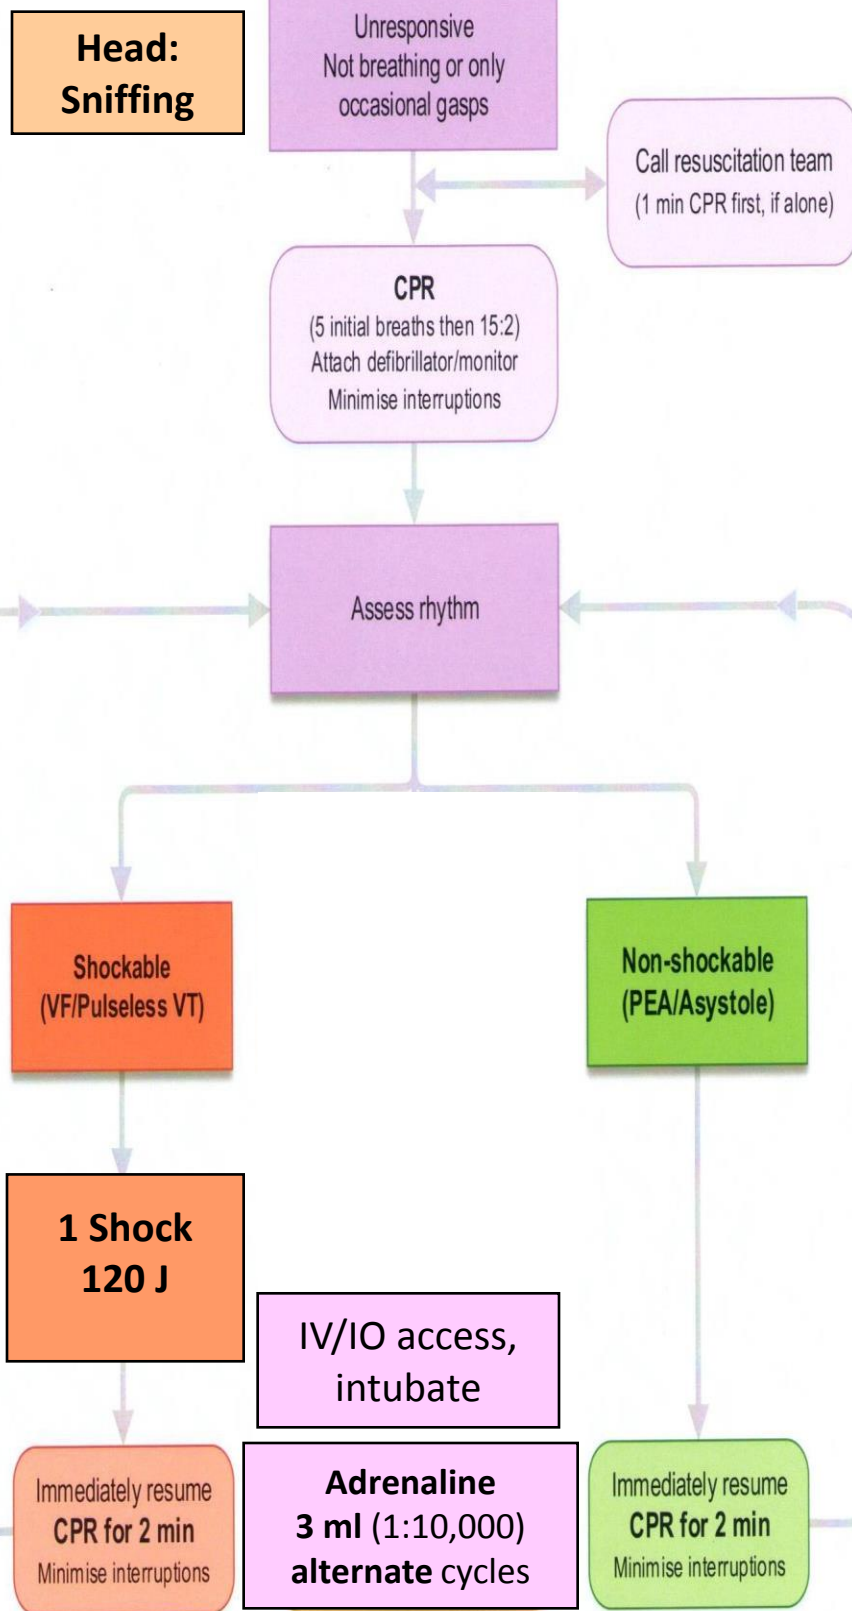 Head:
Sniffing
Unresponsive
Not breathing or only
occasional gasps
Call resuscitation team
(1 min CPR first, if alone)
CPR
(5 initial breaths then 15:2)
Attach defibrillator/monitor
Minimise interruptions
Assess rhythm
Shockable
(VF/Pulseless VT)
Non-shockable
(PEA/Asystole)
1 Shock
120 J
IV/IO access,
intubate
Immediately resume
CPR for 2 min
Minimise interruptions
Adrenaline
3 ml (1:10,000)
alternate cycles
Immediately resume
CPR for 2 min
Minimise interruptions